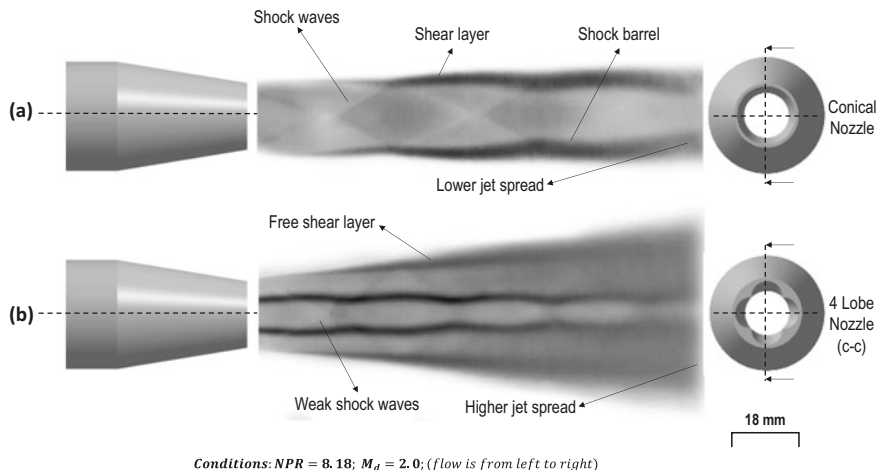 Shock waves
Shear layer
Shock barrel
(a)
Conical
Nozzle
Lower jet spread
Free shear layer
(b)
4 Lobe
Nozzle
(c-c)
Weak shock waves
Higher jet spread
18 mm
Conditions: NPR = 8.18; M_d = 2.0; (flow is from left to right)